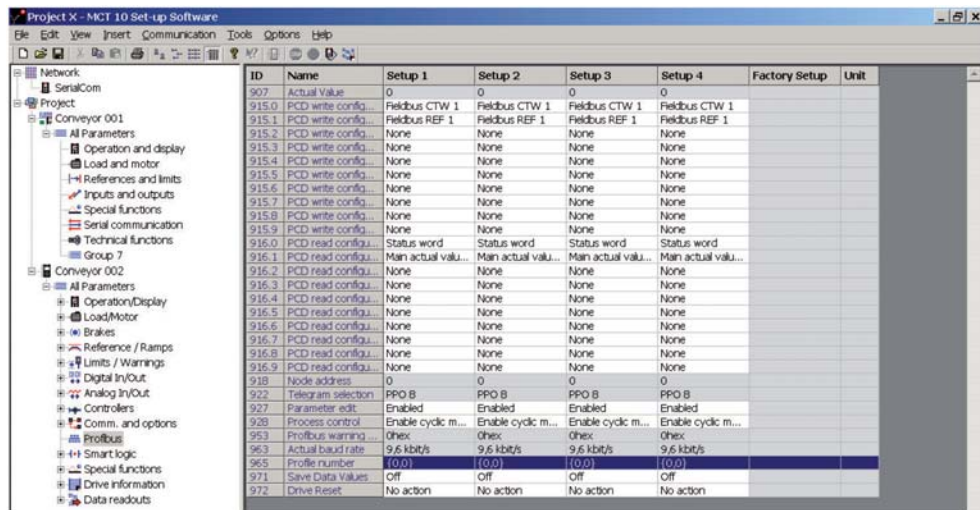 Project X - MCT 10 Set-up Software
File Edit View Insert Communication Tools Options Help
Network
SerialCom
Project
Conveyor 001
All Parameters
Operation and display
Load and motor
References and limits
Inputs and outputs
Special functions
Serial communication
Technical functions
Group 7
Conveyor 002
All Parameters
Operation/Display
Load/Motor
Brakes
Reference / Ramps
Limits / Warnings
Digital In/Out
Analog In/Out
Controllers
Comm. and options
Profibus
Smart logic
Special functions
Drive information
Data readouts
ID Name Setup 1 Setup 2 Setup 3 Setup 4 Factory Setup Unit
907 Actual Value 0 0 0 0
915.0 PCD write config... Fieldbus CTW 1 Fieldbus CTW 1 Fieldbus CTW 1 Fieldbus CTW 1
915.1 PCD write config... Fieldbus REF 1 Fieldbus REF 1 Fieldbus REF 1 Fieldbus REF 1
915.2 PCD write config... None None None None
915.3 PCD write config... None None None None
915.4 PCD write config... None None None None
915.5 PCD write config... None None None None
915.6 PCD write config... None None None None
915.7 PCD write config... None None None None
915.8 PCD write config... None None None None
915.9 PCD write config... None None None None
916.0 PCD read configu... Status word Status word Status word Status word
916.1 PCD read configu... Main actual valu... Main actual valu... Main actual valu... Main actual valu...
916.2 PCD read configu... None None None None
916.3 PCD read configu... None None None None
916.4 PCD read configu... None None None None
916.5 PCD read configu... None None None None
916.6 PCD read configu... None None None None
916.7 PCD read configu... None None None None
916.8 PCD read configu... None None None None
916.9 PCD read configu... None None None None
918 Node address 0 0 0 0
922 Telegram selection PPO 8 PPO 8 PPO 8 PPO 8
927 Parameter edit Enabled Enabled Enabled Enabled
928 Process control Enable cyclic m... Enable cyclic m... Enable cyclic m... Enable cyclic m...
953 Profibus warning ... 0hex 0hex 0hex 0hex
963 Actual baud rate 9,6 kbit/s 9,6 kbit/s 9,6 kbit/s 9,6 kbit/s
965 Profile number {0,0} {0,0} {0,0} {0,0}
971 Save Data Values Off Off Off Off
972 Drive Reset No action No action No action No action